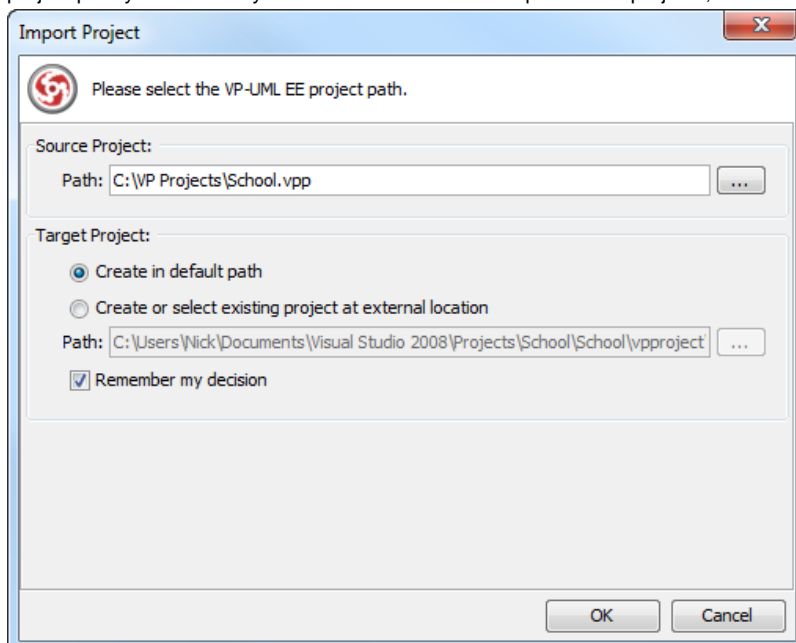 Import Project
Please select the VP-UML EE project path.
Source Project:
Path: C:\VP Projects\School.vpp ...
Target Project:
Create in default path
Create or select existing project at external location
Path: C:\Users\Nick\Documents\Visual Studio 2008\Projects\School\School\vpproject ...
Remember my decision
OK Cancel